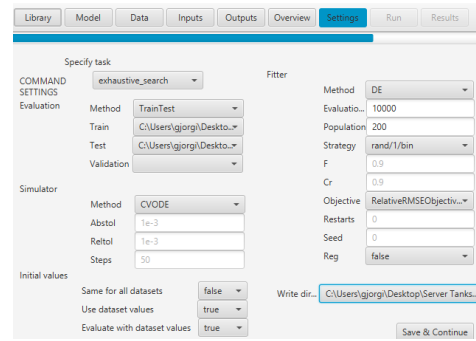 Library Model Data Inputs Outputs Overview Settings Run Results
Specify task
COMMAND SETTINGS
exhaustive_search
Evaluation
Method TrainTest
Train C:\Users\gjorgi\Deskto...
Test C:\Users\gjorgi\Deskto...
Validation
Simulator
Method CVODE
Abstol 1e-3
Reltol 1e-3
Steps 50
Initial values
Same for all datasets false
Use dataset values true
Evaluate with dataset values true
Fitter
Method DE
Evaluatio... 10000
Population 200
Strategy rand/1/bin
F 0.9
Cr 0.9
Objective RelativeRMSEObjectiv...
Restarts 0
Seed 0
Reg false
Write dir... C:\Users\gjorgi\Desktop\Server Tanks...
Save & Continue